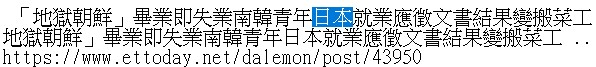 「地獄朝鮮」畢業即失業南韓青年日本就業應徵文書結果變搬菜工
地獄朝鮮」畢業即失業南韓青年日本就業應徵文書結果變搬菜工 ..
https://www.ettoday.net/dalemon/post/43950